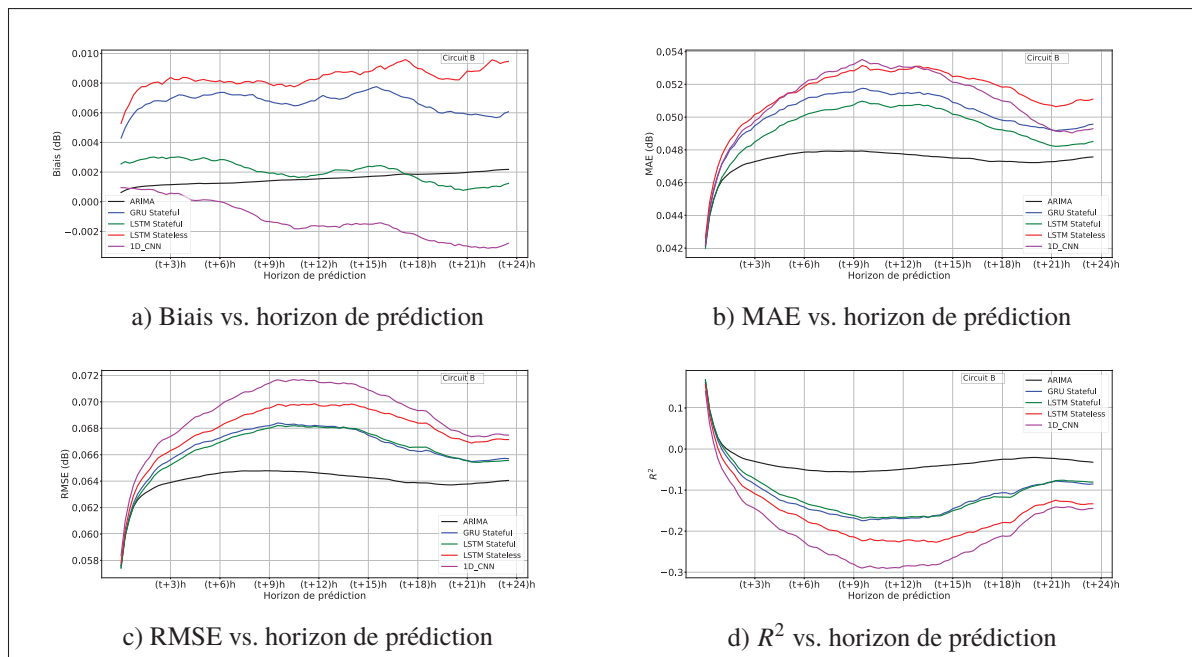 0.010
0.008
0.006
0.004
0.002
0.000
−0.002
Biais (dB)
Circuit B
ARIMA
GRU Stateful
LSTM Stateful
LSTM Stateless
1D_CNN
(t+3)h (t+6)h (t+9)h (t+12)h (t+15)h (t+18)h (t+21)h (t+24)h
Horizon de prédiction
a) Biais vs. horizon de prédiction
0.054
0.052
0.050
0.048
0.046
0.044
0.042
MAE (dB)
Circuit B
ARIMA
GRU Stateful
LSTM Stateful
LSTM Stateless
1D_CNN
(t+3)h (t+6)h (t+9)h (t+12)h (t+15)h (t+18)h (t+21)h (t+24)h
Horizon de prédiction
b) MAE vs. horizon de prédiction
0.072
0.070
0.068
0.066
0.064
0.062
0.060
0.058
RMSE (dB)
Circuit B
ARIMA
GRU Stateful
LSTM Stateful
LSTM Stateless
1D_CNN
(t+3)h (t+6)h (t+9)h (t+12)h (t+15)h (t+18)h (t+21)h (t+24)h
Horizon de prédiction
c) RMSE vs. horizon de prédiction
0.1
0.0
−0.1
−0.2
−0.3
R²
Circuit B
ARIMA
GRU Stateful
LSTM Stateful
LSTM Stateless
1D_CNN
(t+3)h (t+6)h (t+9)h (t+12)h (t+15)h (t+18)h (t+21)h (t+24)h
Horizon de prédiction
d) R² vs. horizon de prédiction